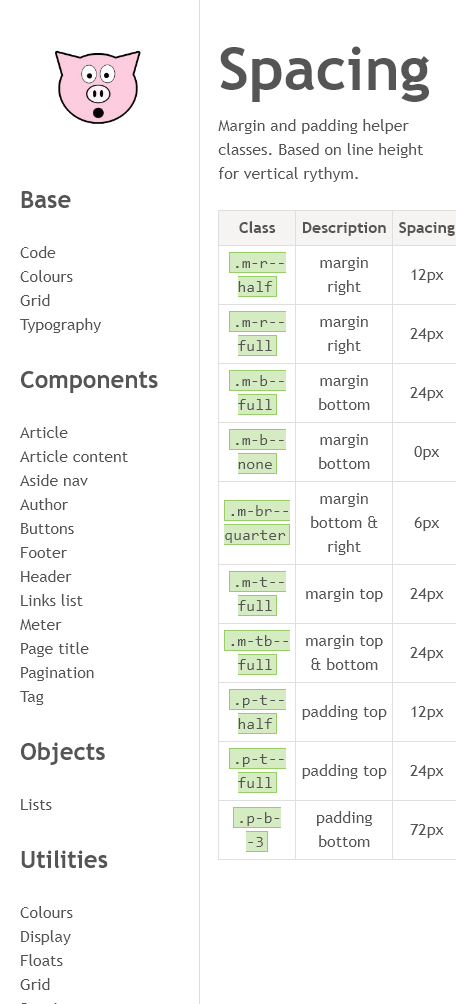 Base
Code
Colours
Grid
Typography
Components
Article
Article content
Aside nav
Author
Buttons
Footer
Header
Links list
Meter
Page title
Pagination
Tag
Objects
Lists
Utilities
Colours
Display
Floats
Grid
Spacing
Margin and padding helper
classes. Based on line height
for vertical rythym.
Class Description Spacing
.m-r--
half
margin
right
12px
.m-r--
full
margin
right
24px
.m-b--
full
margin
bottom
24px
.m-b--
none
margin
bottom
0px
.m-br--
quarter
margin
bottom &
right
6px
.m-t--
full
margin top
24px
.m-tb--
full
margin top
& bottom
24px
.p-t--
half
padding top
12px
.p-t--
full
padding top
24px
.p-b-
-3
padding
bottom
72px